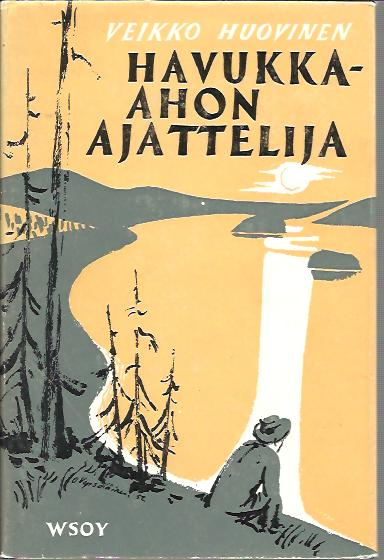 VEIKKO HUOVINEN
HAVUKKA-
AHON
AJATTELIJA
WSOY